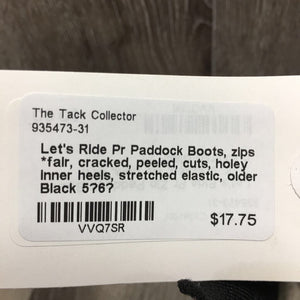 The Tack Collector
935473-31
Let's Ride Pr Paddock Boots, zips
*fair, cracked, peeled, cuts, holey
inner heels, stretched elastic, older
Black 5?6?
VVQ7SR
$17.75